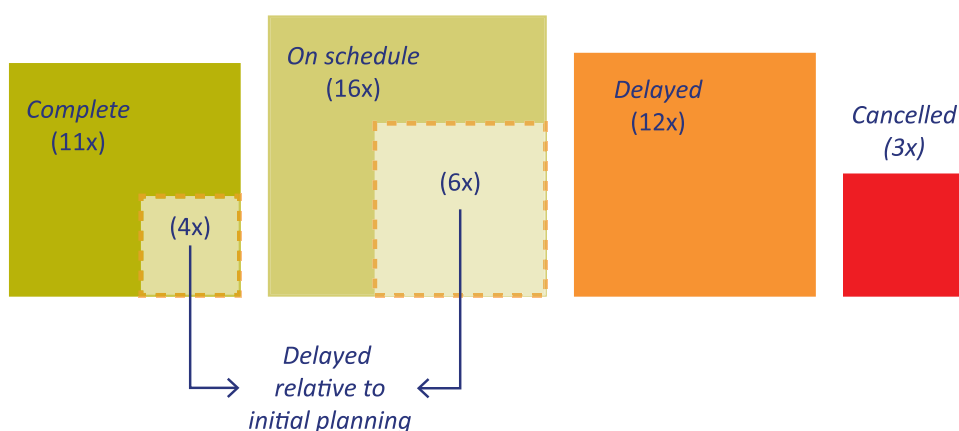 Complete
(11x)
(4x)
On schedule
(16x)
(6x)
Delayed
(12x)
Cancelled
(3x)
Delayed
relative to
initial planning